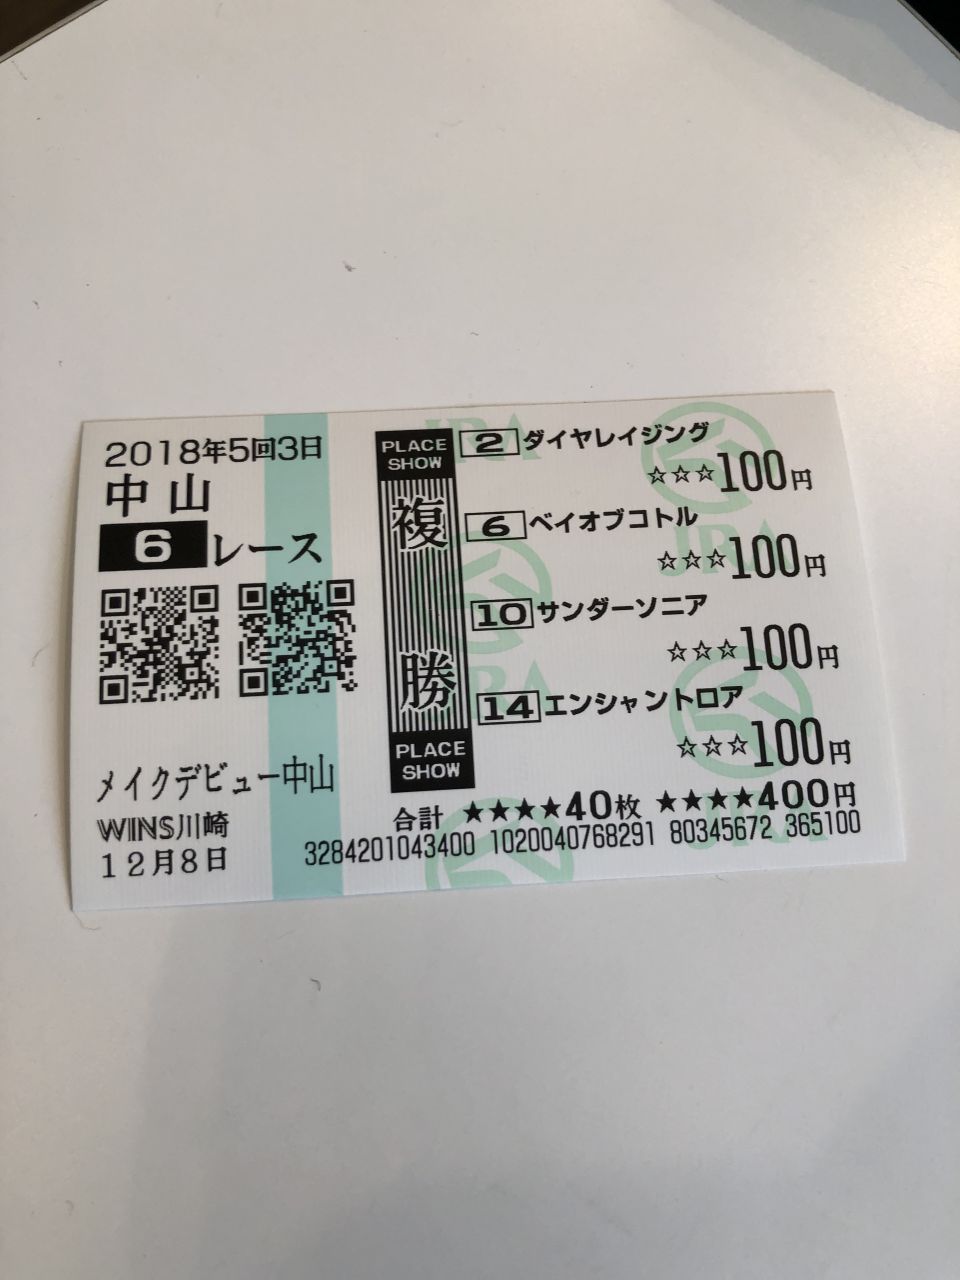 2018年5回3日
中山
6レース
メイクデビュー中山
WINS川崎
12月8日
PLACE
SHOW
複
勝
PLACE
SHOW
2 ダイヤレイジング
☆☆☆100円
6 ベイオブコトル
☆☆☆100円
10 サンダーソニア
☆☆☆100円
14 エンシャントロア
☆☆☆100円
合計 ★★★★40枚 ★★★★400円
3284201043400 1020040768291 80345672 365100
JRA
JRA
JRA
JRA